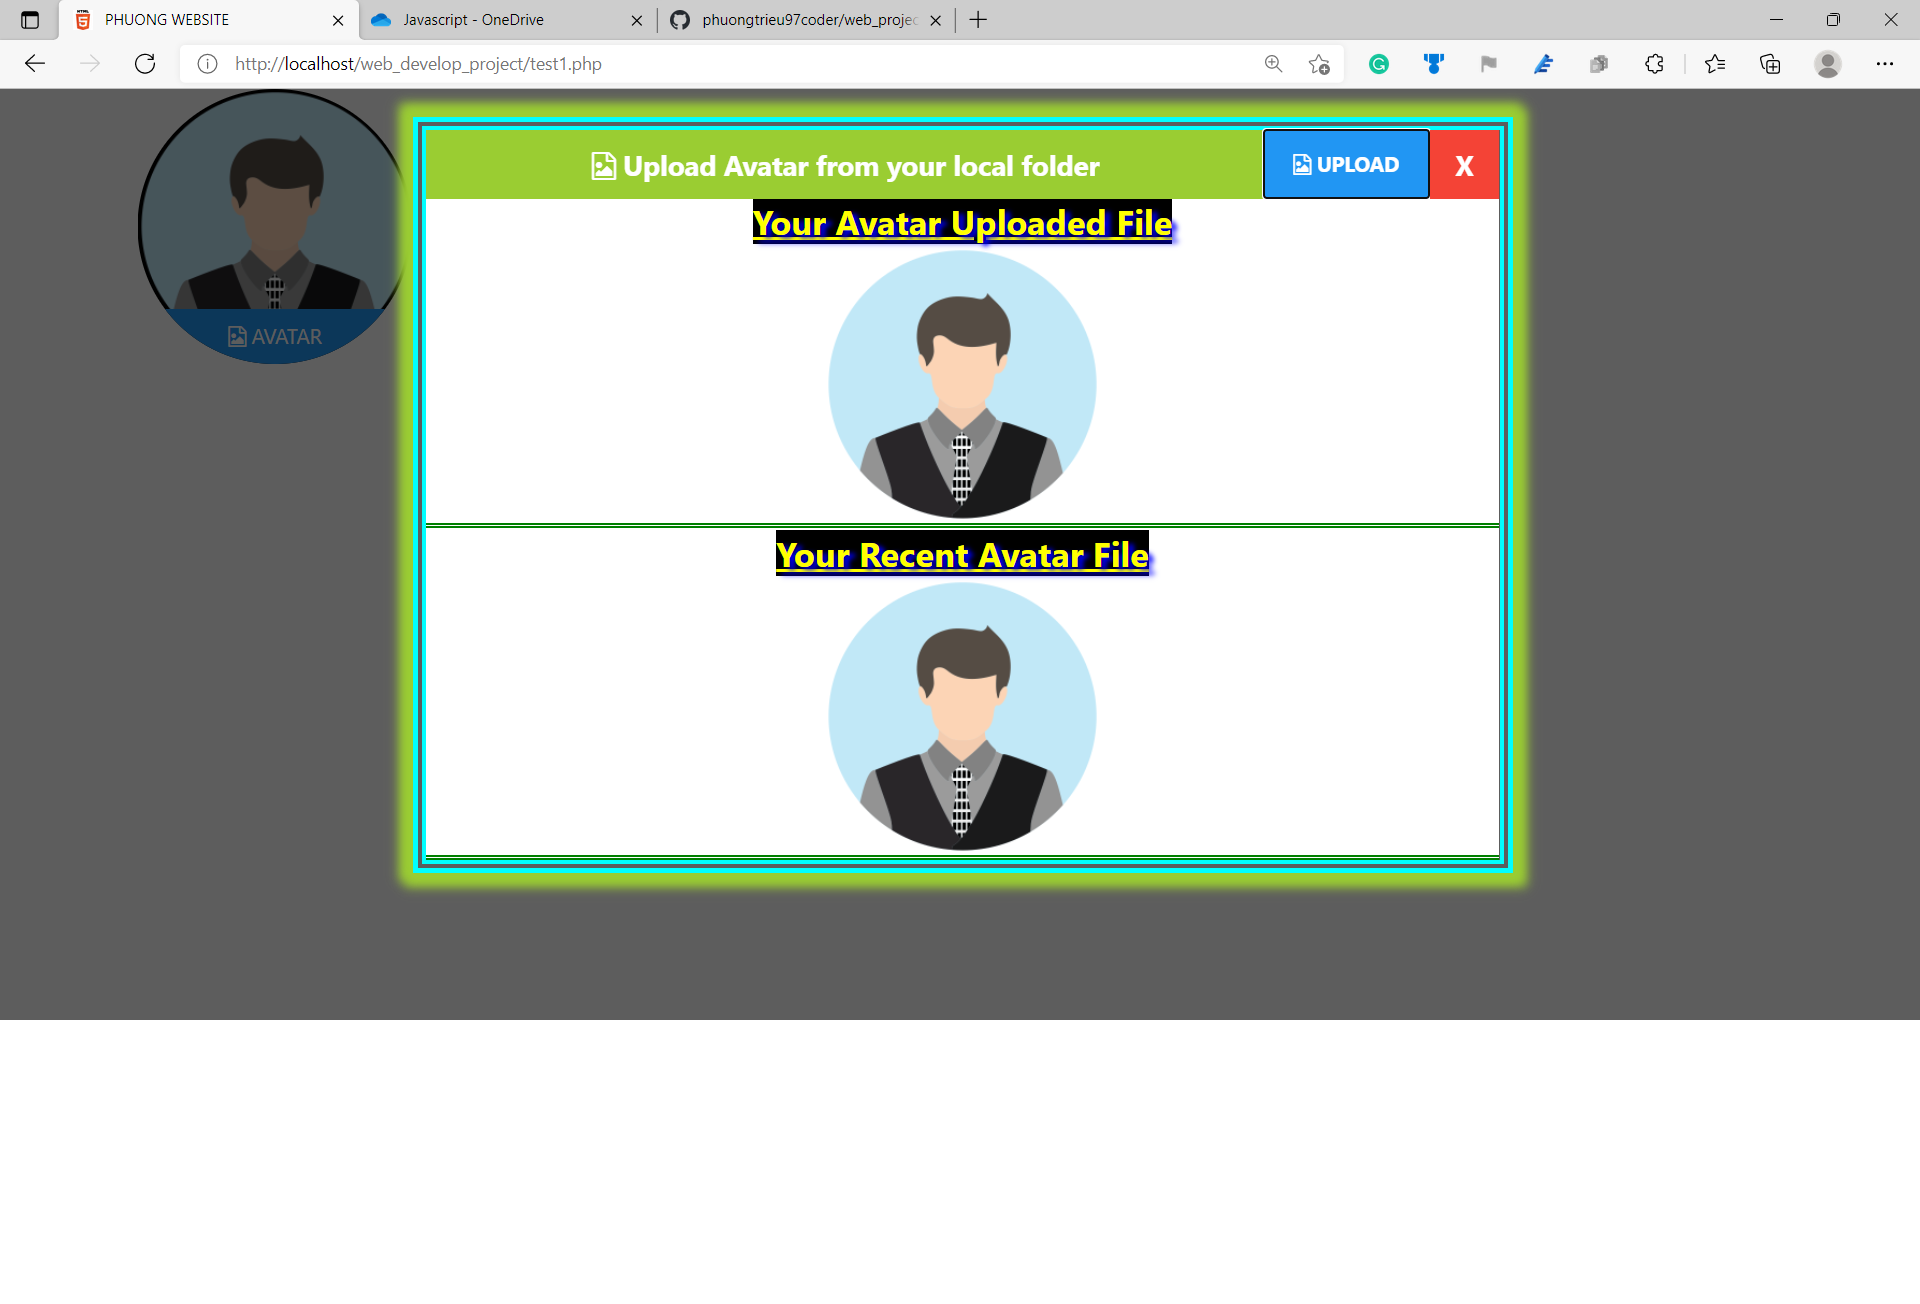 PHUONG WEBSITE
Javascript - OneDrive
phuongtrieu97coder/web_projec
http://localhost/web_develop_project/test1.php
Upload Avatar from your local folder
UPLOAD
X
Your Avatar Uploaded File
AVATAR
Your Recent Avatar File